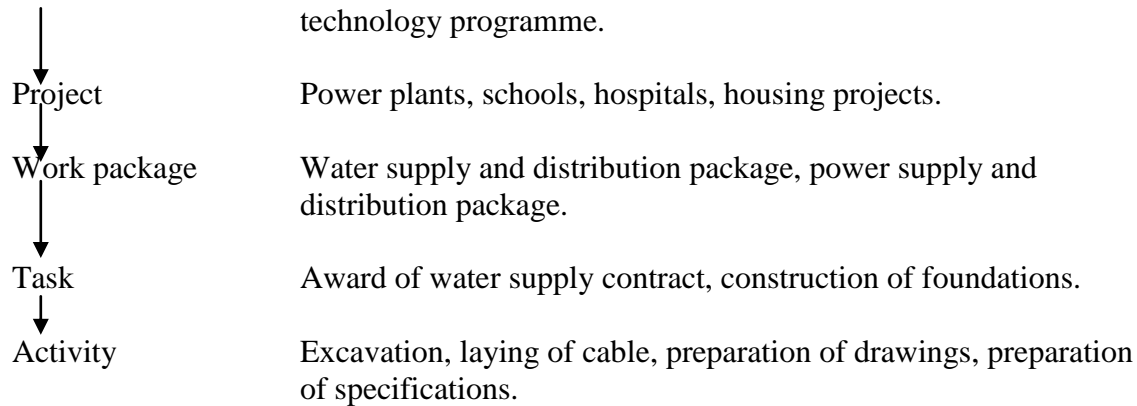 technology programme.
Project Power plants, schools, hospitals, housing projects.
Work package Water supply and distribution package, power supply and
distribution package.
Task Award of water supply contract, construction of foundations.
Activity Excavation, laying of cable, preparation of drawings, preparation
of specifications.